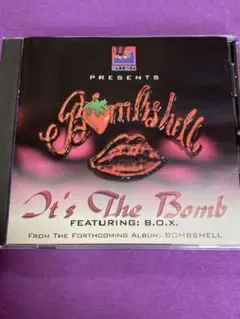 PRESENTS
Bombshell
It's The Bomb
FEATURING: B.O.X.
FROM THE FORTHCOMING ALBUM: BOMBSHELL